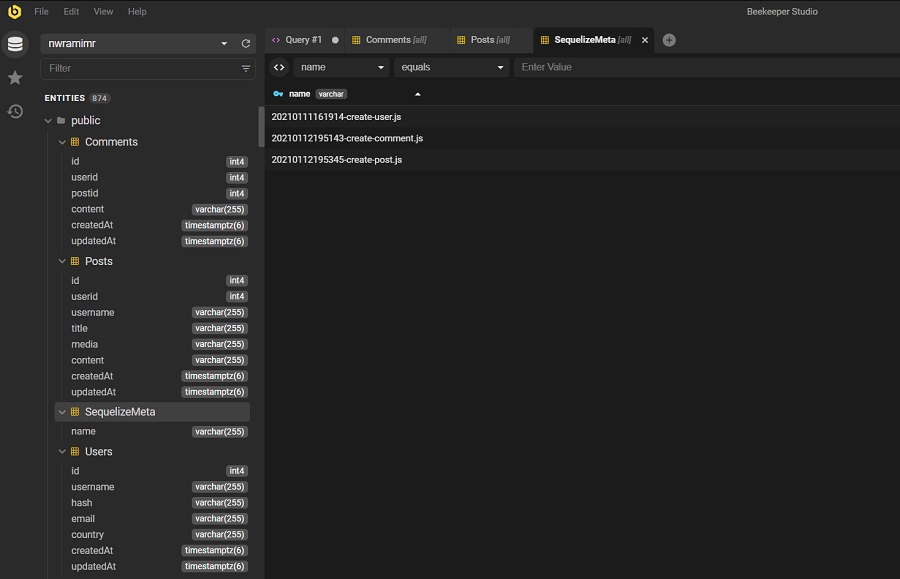 File Edit View Help Beekeeper Studio
nwramimr
Query #1 Comments [all] Posts [all] SequelizeMeta [all]
Filter
name equals Enter Value
ENTITIES 874
name varchar
public
20210111161914-create-user.js
Comments
20210112195143-create-comment.js
id int4
20210112195345-create-post.js
userid int4
postid int4
content varchar(255)
createdAt timestamptz(6)
updatedAt timestamptz(6)
Posts
id int4
userid int4
username varchar(255)
title varchar(255)
media varchar(255)
content varchar(255)
createdAt timestamptz(6)
updatedAt timestamptz(6)
SequelizeMeta
name varchar(255)
Users
id int4
username varchar(255)
hash varchar(255)
email varchar(255)
country varchar(255)
createdAt timestamptz(6)
updatedAt timestamptz(6)